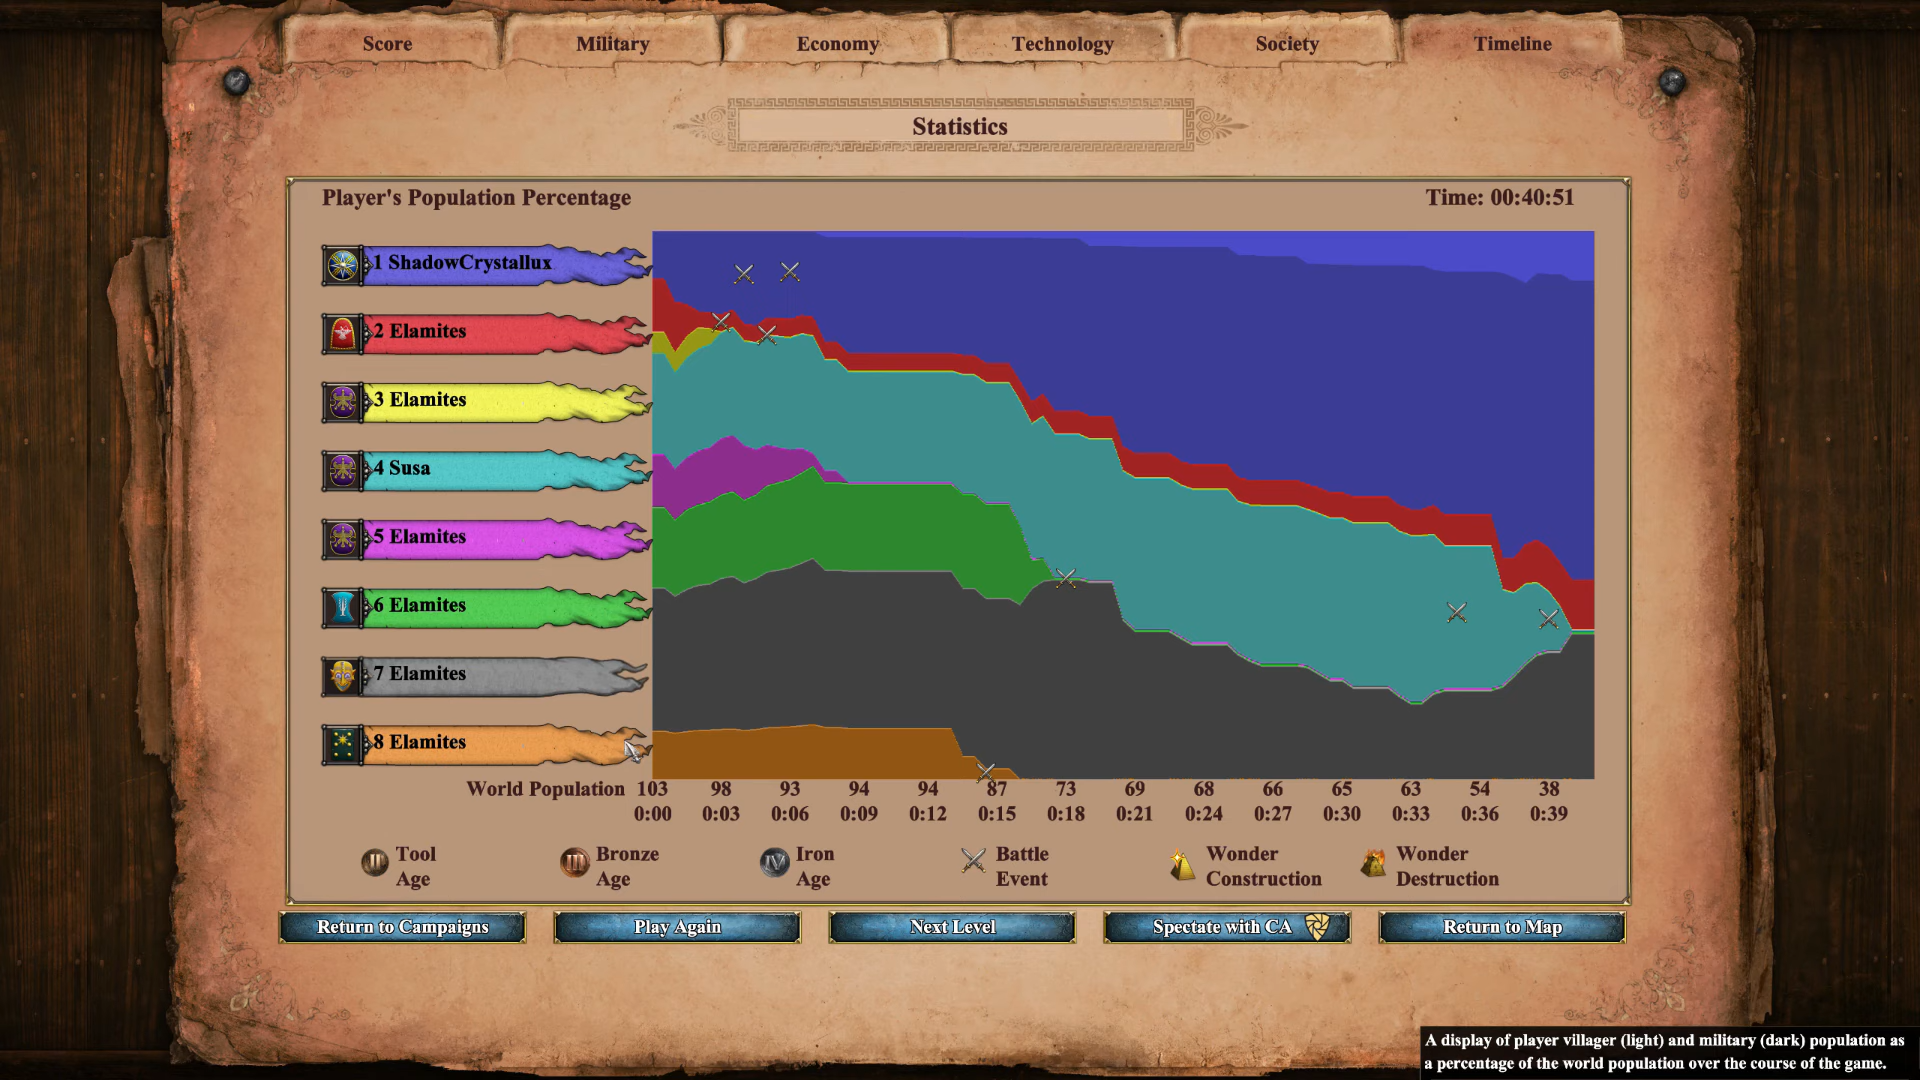 Score Military Economy Technology Society Timeline
Statistics
Player's Population Percentage Time: 00:40:51
1 ShadowCrystallux
2 Elamites
3 Elamites
4 Susa
5 Elamites
6 Elamites
7 Elamites
8 Elamites
World Population 103 98 93 94 94 87 73 69 68 66 65 63 54 38
0:00 0:03 0:06 0:09 0:12 0:15 0:18 0:21 0:24 0:27 0:30 0:33 0:36 0:39
II Tool Age
III Bronze Age
IV Iron Age
Battle Event
Wonder Construction
Wonder Destruction
Return to Campaigns Play Again Next Level Spectate with CA Return to Map
A display of player villager (light) and military (dark) population as
a percentage of the world population over the course of the game.